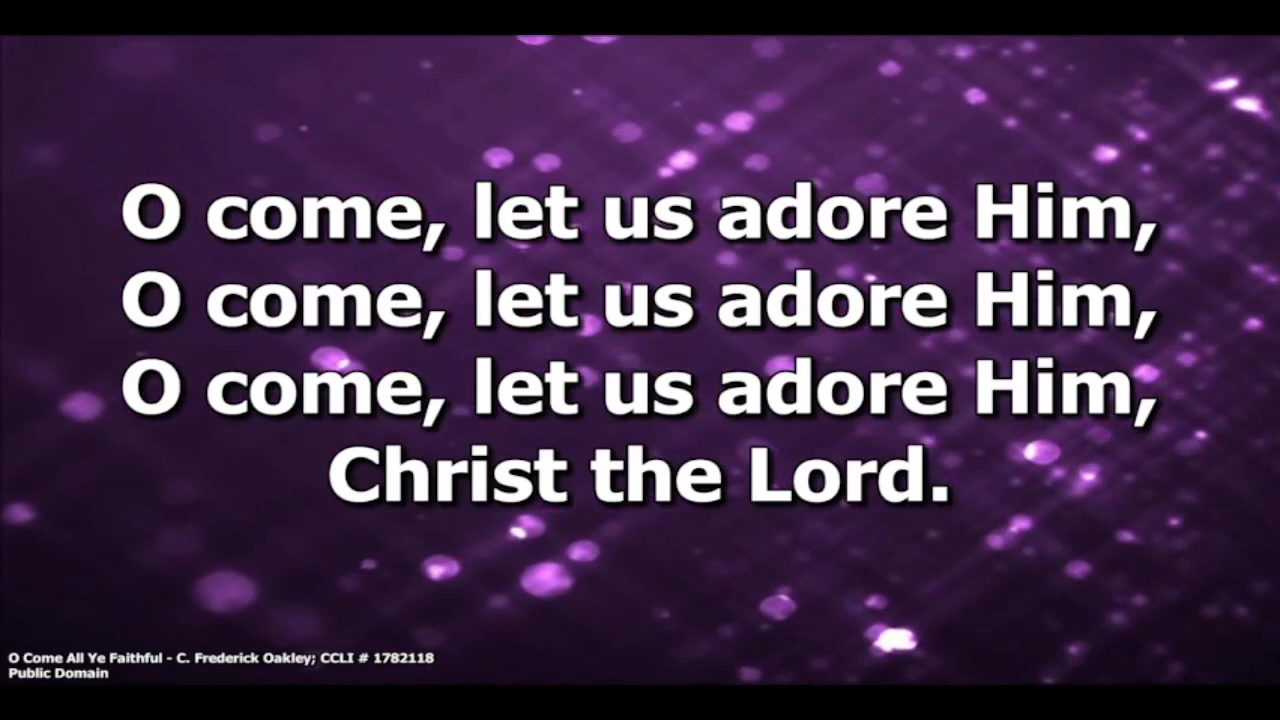 O come, let us adore Him,
O come, let us adore Him,
O come, let us adore Him,
Christ the Lord.
O Come All Ye Faithful - C. Frederick Oakley; CCLI # 1782118
Public Domain